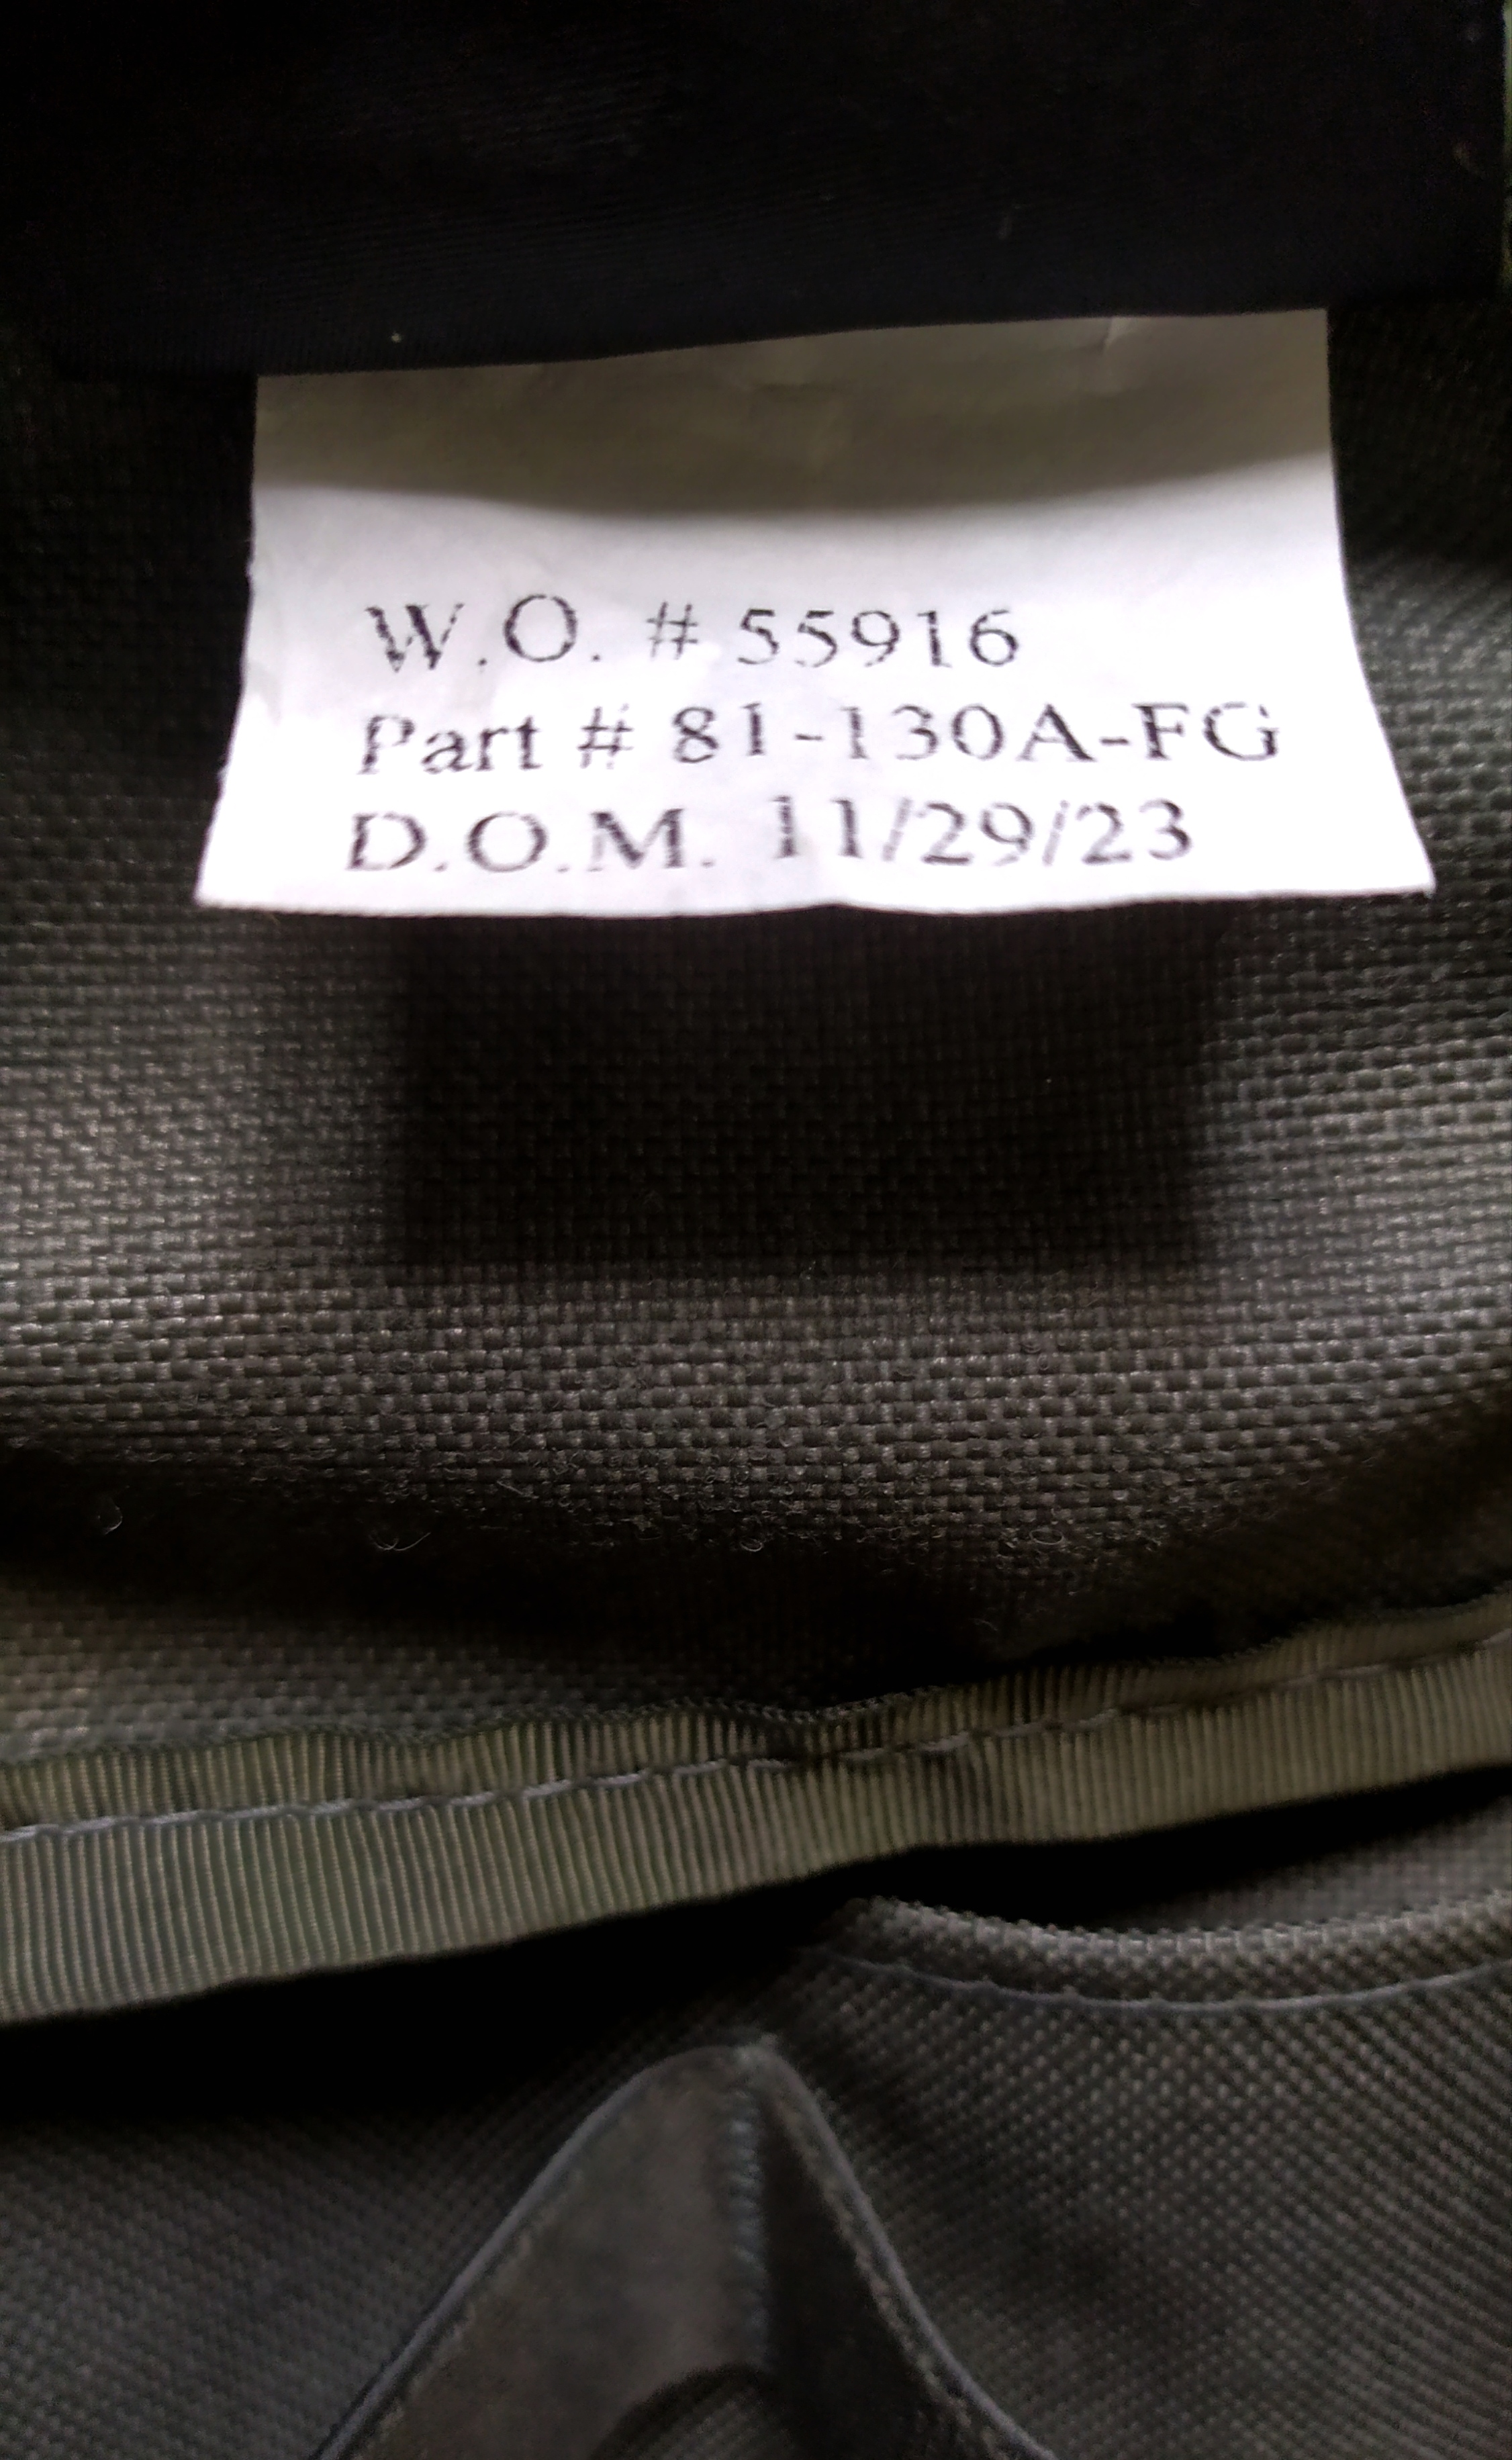 W.O. # 55916
Part # 81-130A-FG
D.O.M. 11/29/23